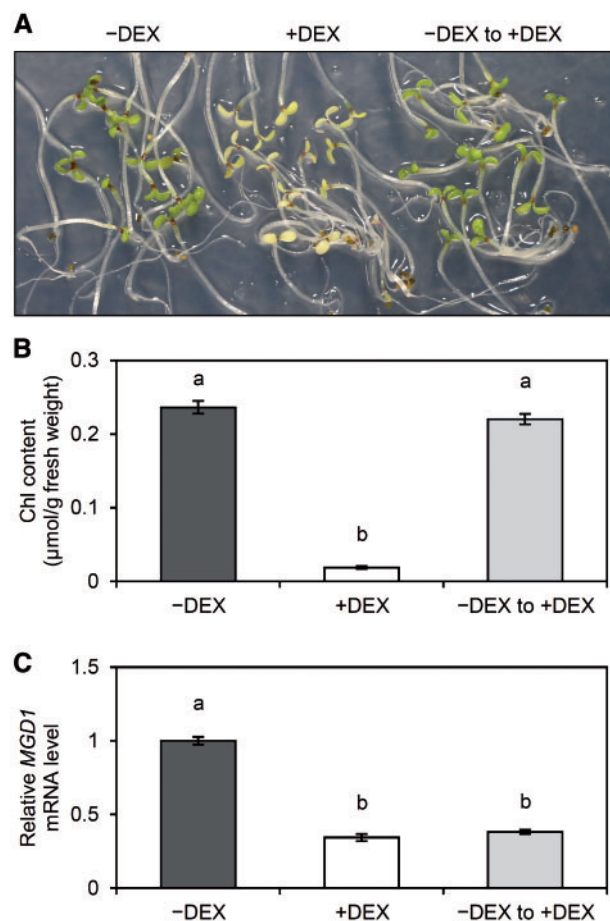 A
−DEX +DEX −DEX to +DEX
B
0.3
0.2
0.1
0
Chl content
(µmol/g fresh weight)
a
b
a
−DEX +DEX −DEX to +DEX
C
1.5
1
0.5
0
Relative MGD1
mRNA level
a
b
b
−DEX +DEX −DEX to +DEX